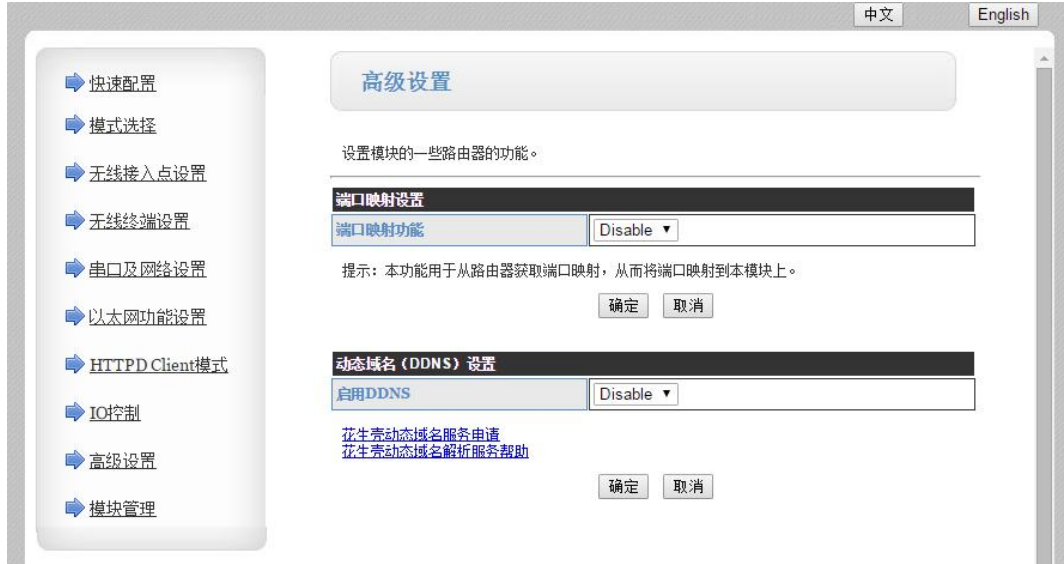 中文
English
快速配置
模式选择
无线接入点设置
无线终端设置
串口及网络设置
以太网功能设置
HTTPD Client模式
IO控制
高级设置
模块管理
高级设置
设置模块的一些路由器的功能。
端口映射设置
端口映射功能 Disable
提示：本功能用于从路由器获取端口映射，从而将端口映射到本模块上。
确定 取消
动态域名（DDNS）设置
启用DDNS Disable
花生壳动态域名服务申请
花生壳动态域名解析服务帮助
确定 取消